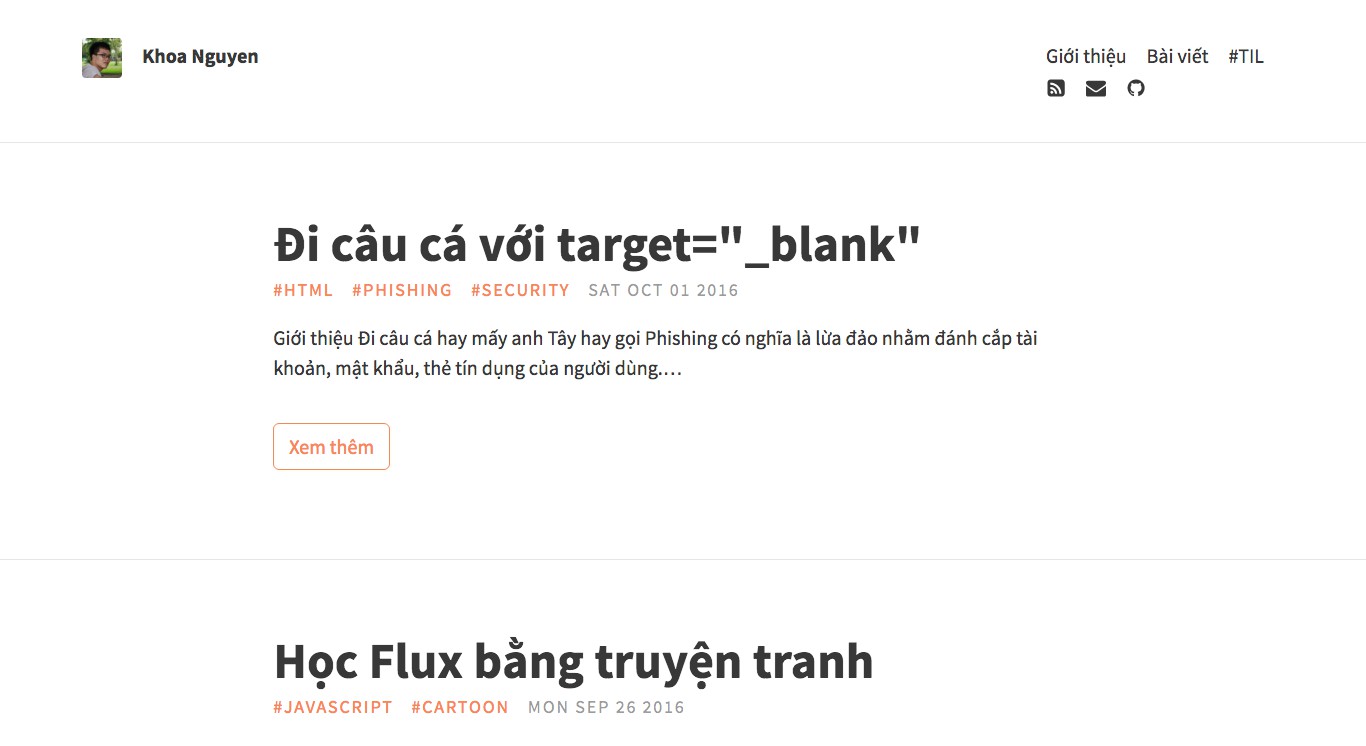 Khoa Nguyen
Giới thiệu Bài viết #TIL
Đi câu cá với target="_blank"
#HTML #PHISHING #SECURITY SAT OCT 01 2016
Giới thiệu Đi câu cá hay mấy anh Tây hay gọi Phishing có nghĩa là lừa đảo nhằm đánh cắp tài
khoản, mật khẩu, thẻ tín dụng của người dùng.…
Xem thêm
Học Flux bằng truyện tranh
#JAVASCRIPT #CARTOON MON SEP 26 2016